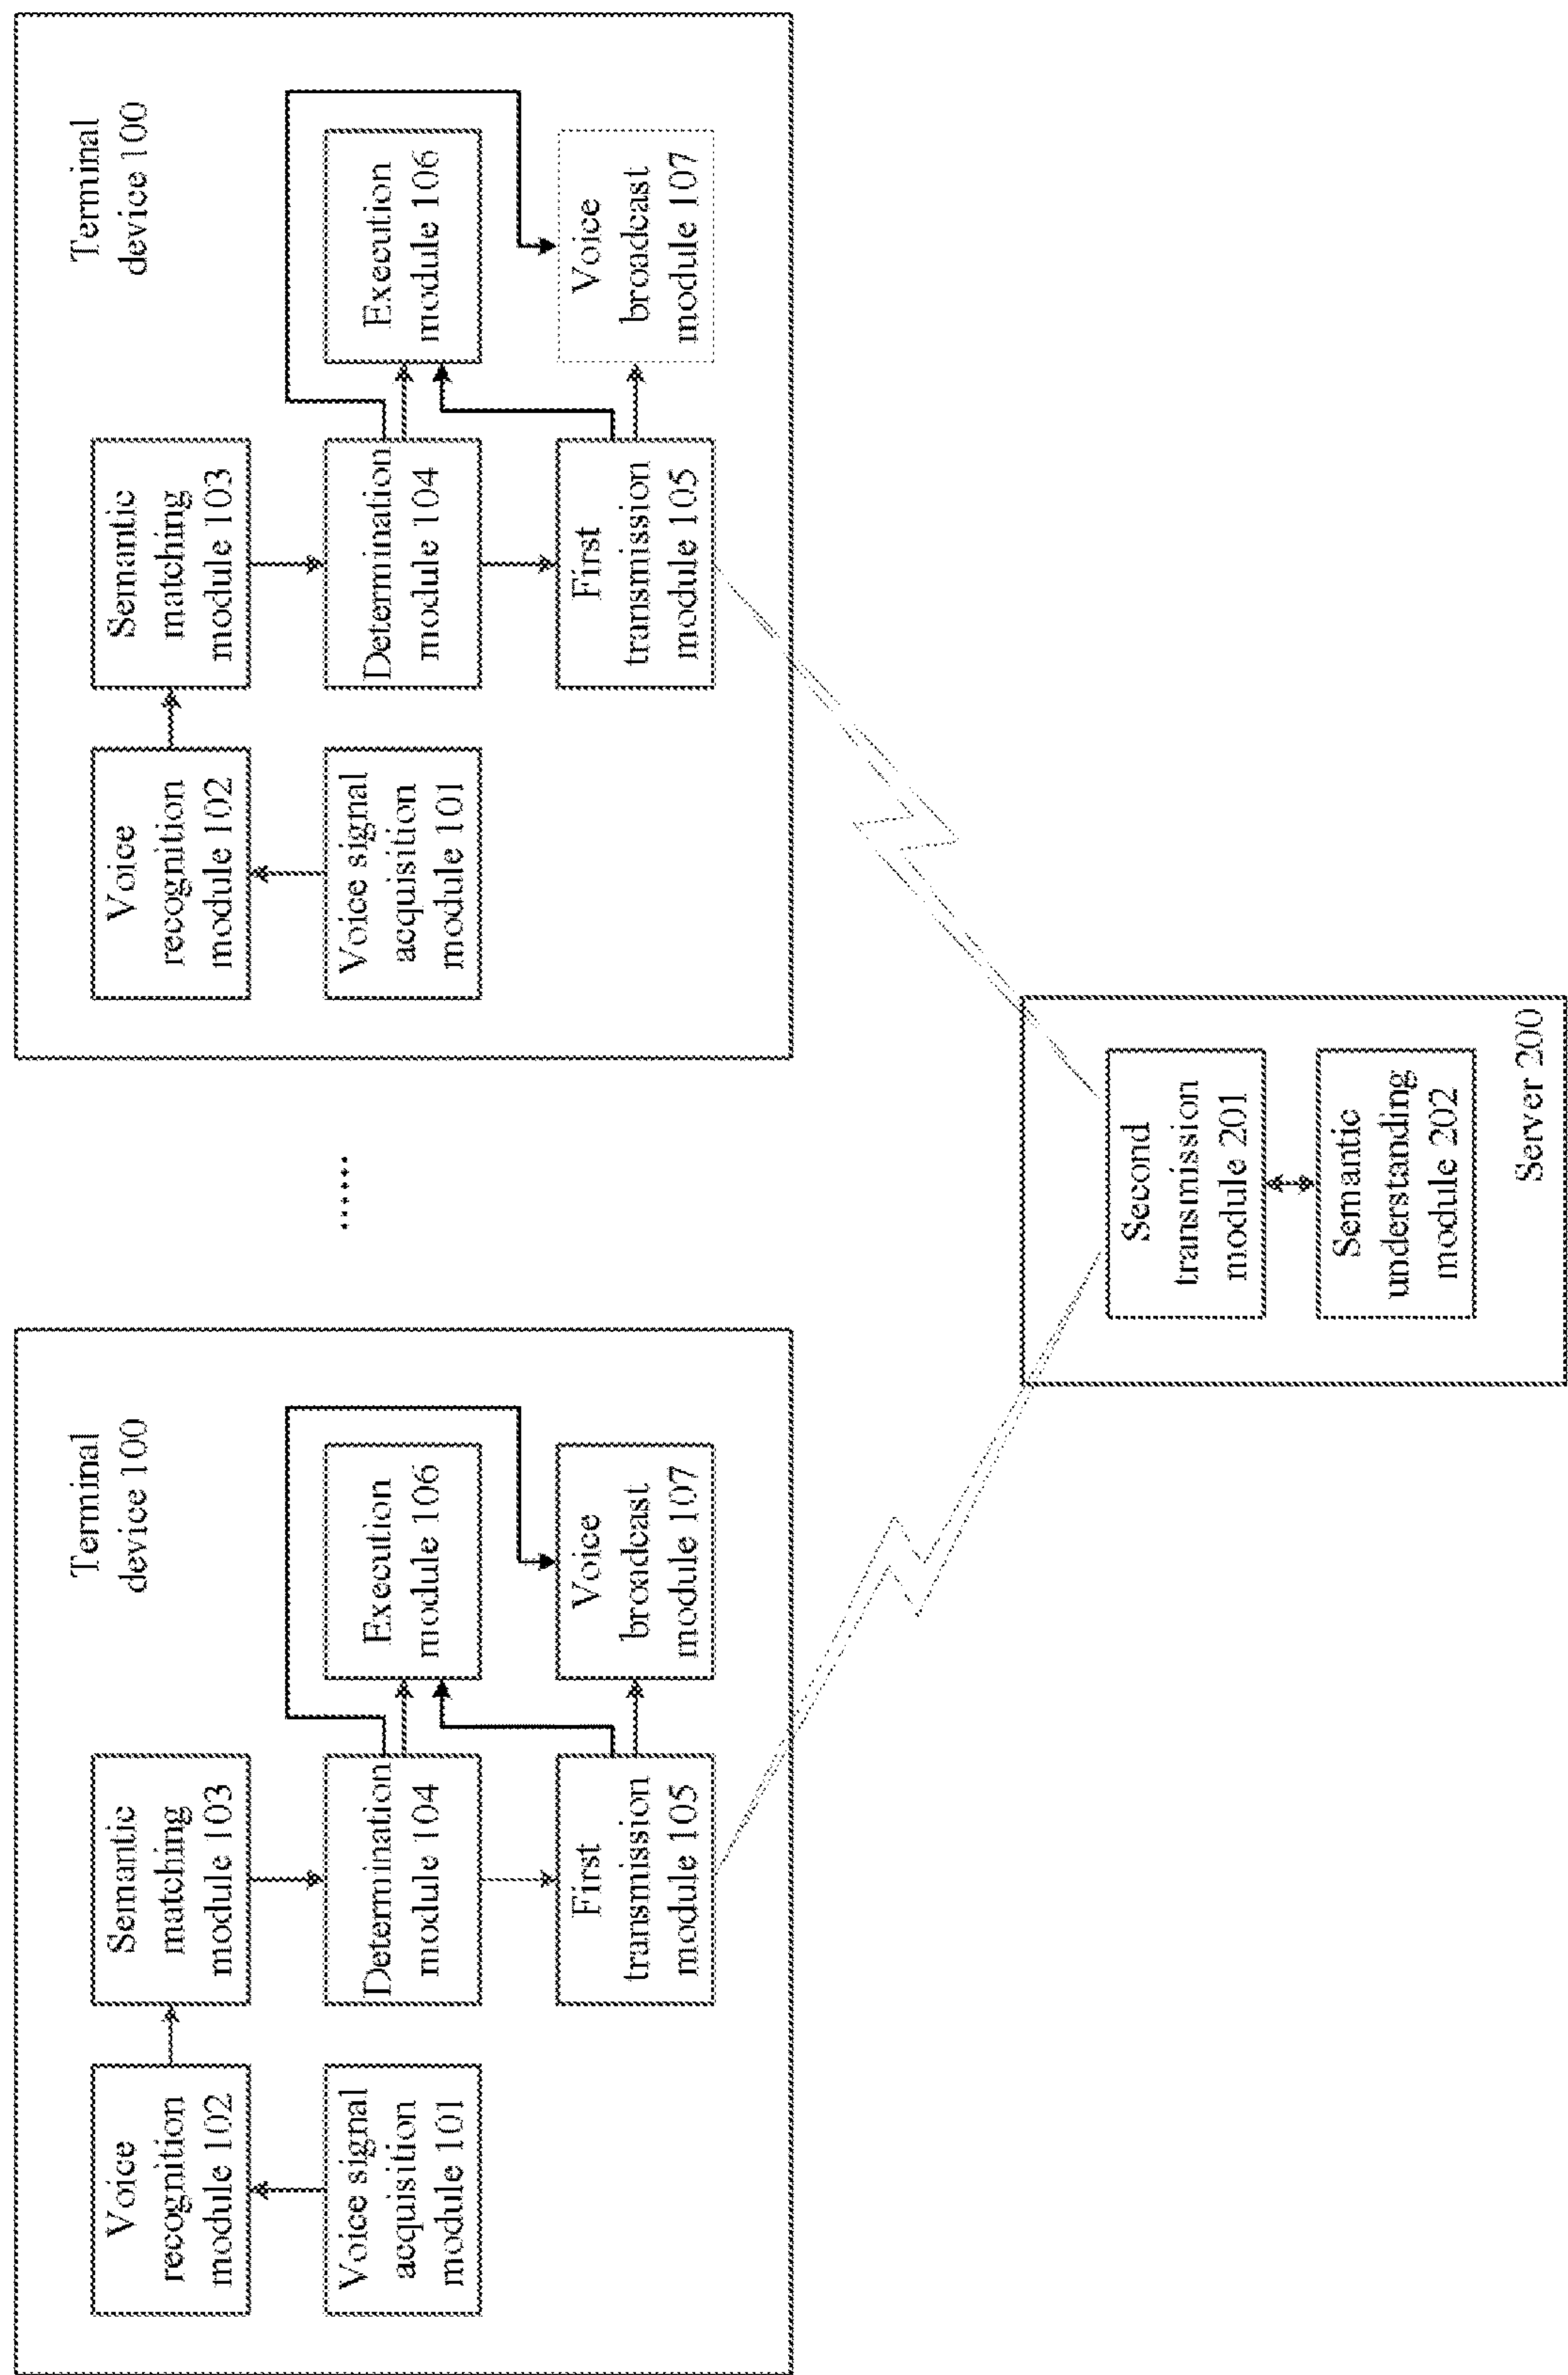 Terminal
device 100
Voice
recognition
module 102
Semantic
matching
module 103
Voice signal
acquisition
module 101
Determination
module 104
Execution
module 106
First
transmission
module 105
Voice
broadcast
module 107
......
Terminal
device 100
Voice
recognition
module 102
Semantic
matching
module 103
Voice signal
acquisition
module 101
Determination
module 104
Execution
module 106
First
transmission
module 105
Voice
broadcast
module 107
Second
transmission
module 201
Semantic
understanding
module 202
Server 200